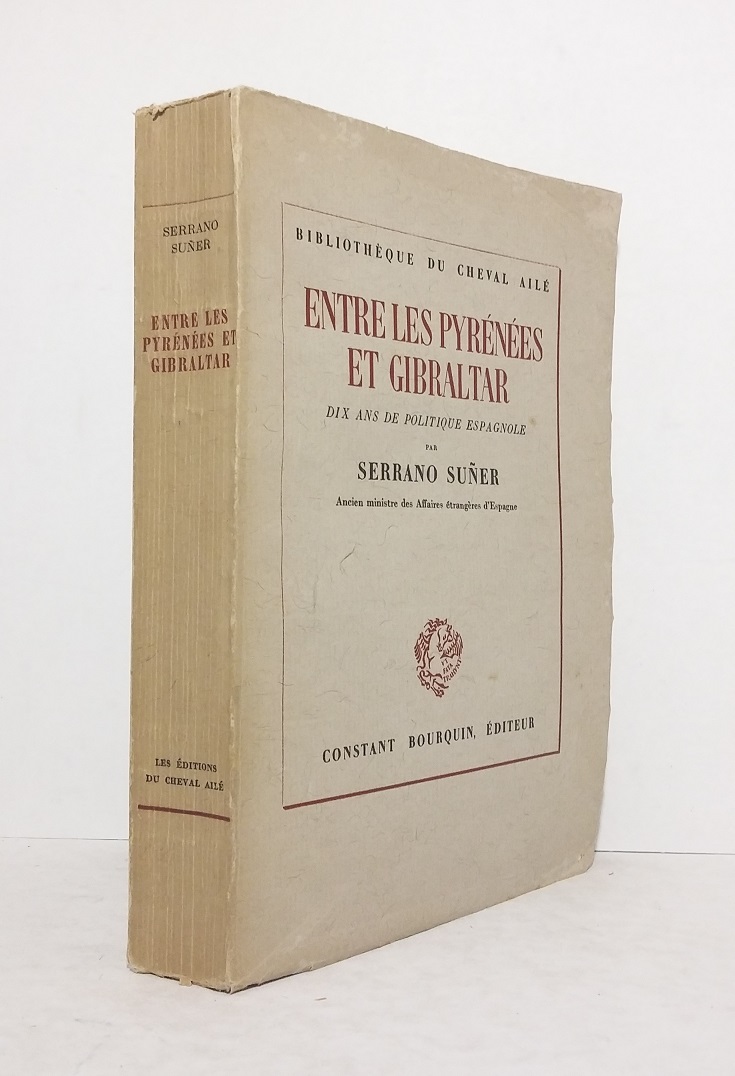 SERRANO
SUÑER
ENTRE LES
PYRÉNÉES ET
GIBRALTAR
LES ÉDITIONS
DU CHEVAL AILÉ
BIBLIOTHÈQUE DU CHEVAL AILÉ
ENTRE LES PYRÉNÉES
ET GIBRALTAR
DIX ANS DE POLITIQUE ESPAGNOLE
PAR
SERRANO SUÑER
Ancien ministre des Affaires étrangères d'Espagne
CONSTANT BOURQUIN, ÉDITEUR